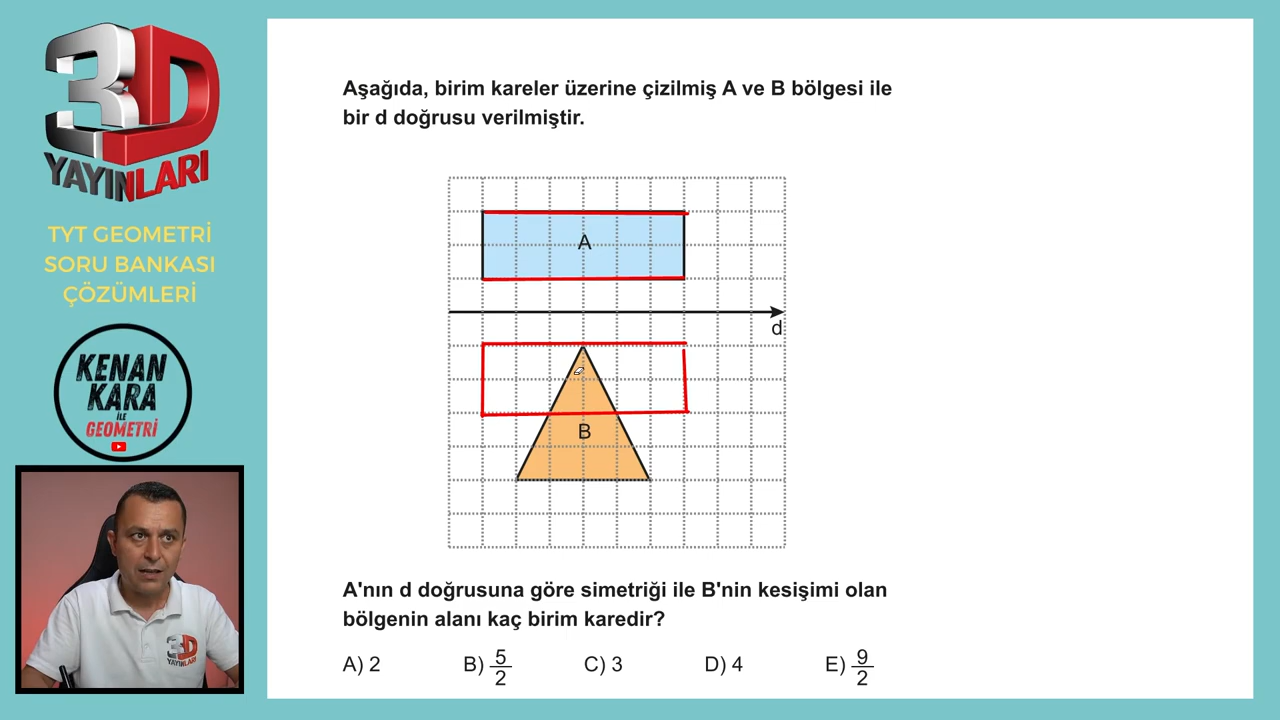 3D
YAYINLARI
TYT GEOMETRİ
SORU BANKASI
ÇÖZÜMLERİ
KENAN
KARA
İLE
GEOMETRİ
3D
YAYINLARI
Aşağıda, birim kareler üzerine çizilmiş A ve B bölgesi ile
bir d doğrusu verilmiştir.
A
d
B
A'nın d doğrusuna göre simetriği ile B'nin kesişimi olan
bölgenin alanı kaç birim karedir?
A) 2 B) 5/2 C) 3 D) 4 E) 9/2